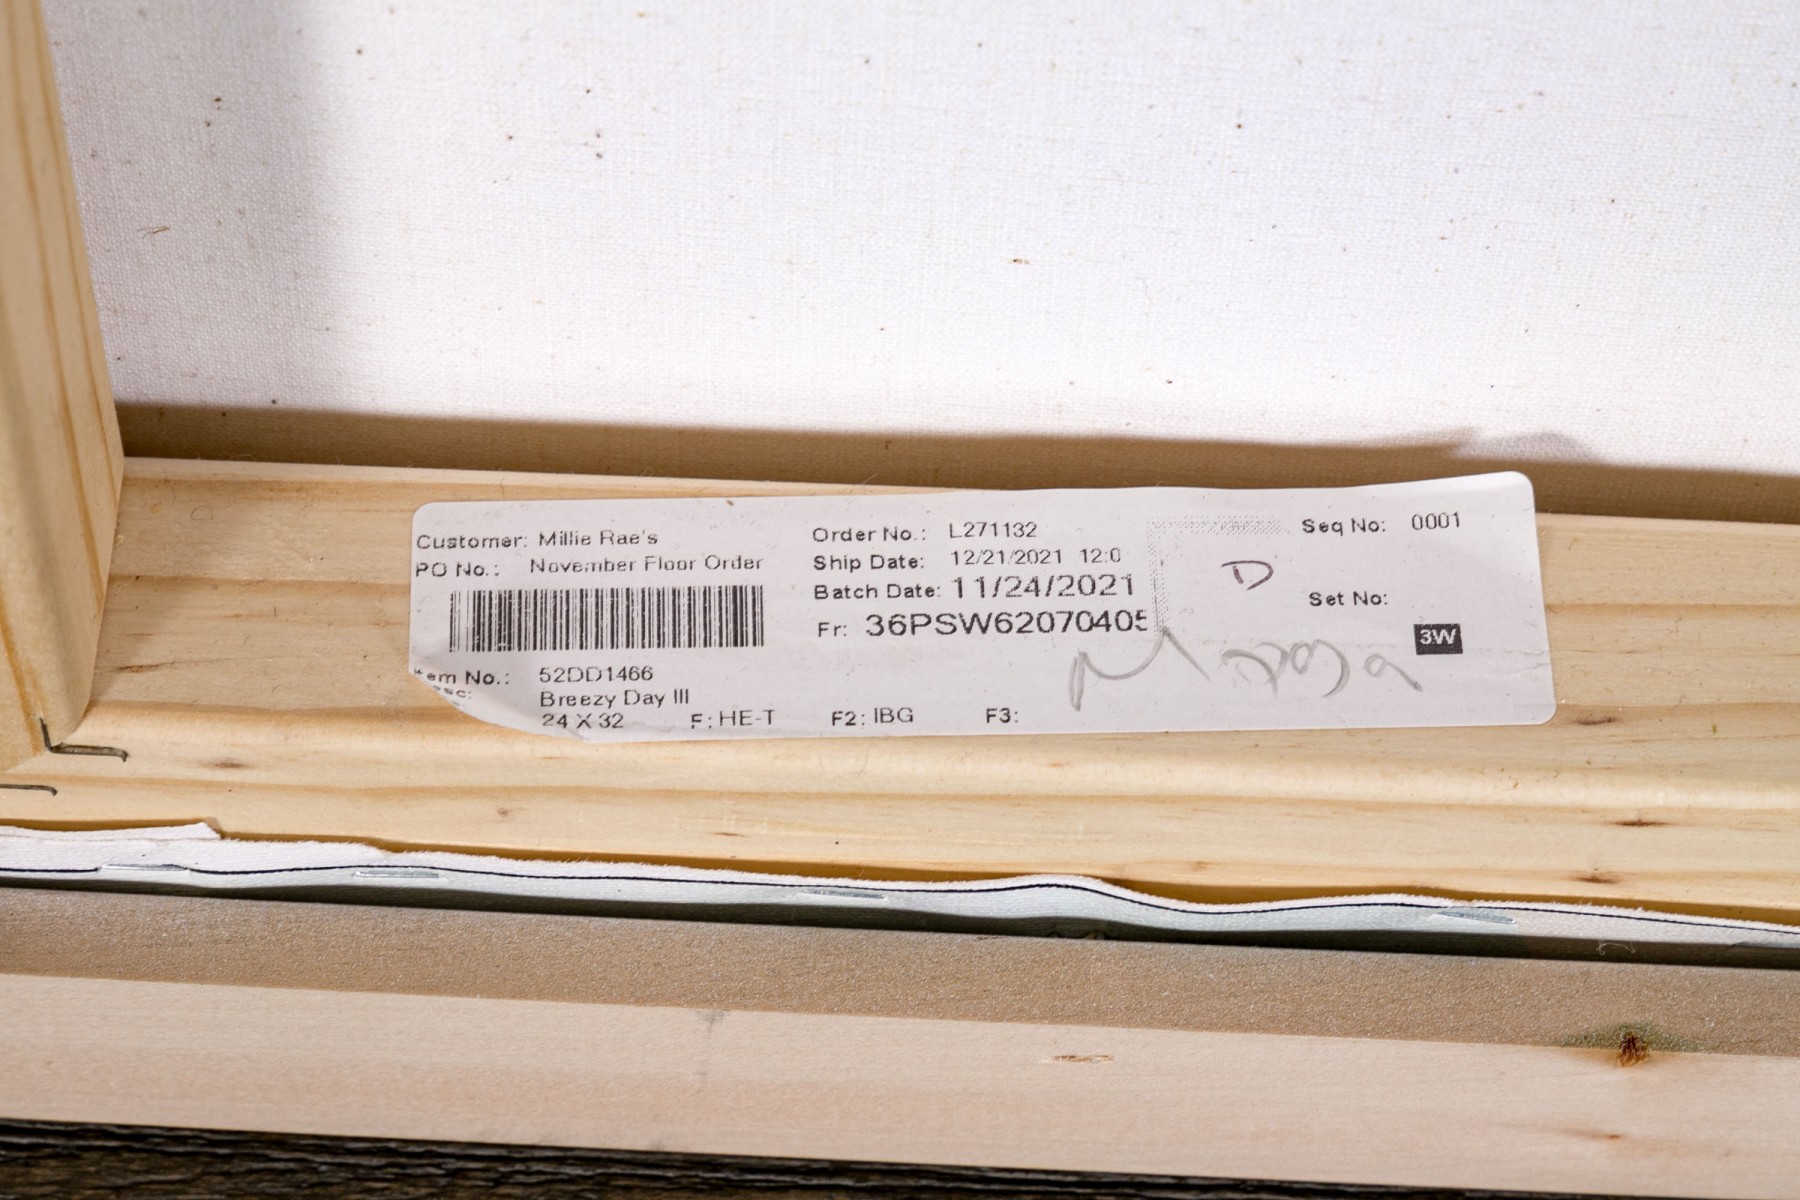 Customer: Millie Rae's
PO No.: November Floor Order
em No.: 52DD1466
Breezy Day III
24 X 32 F: HE-T F2: IBG F3:
Order No.: L271132
Ship Date: 12/21/2021 12:0
Batch Date: 11/24/2021
Fr: 36PSW62070405
D
Seq No: 0001
Set No:
3W